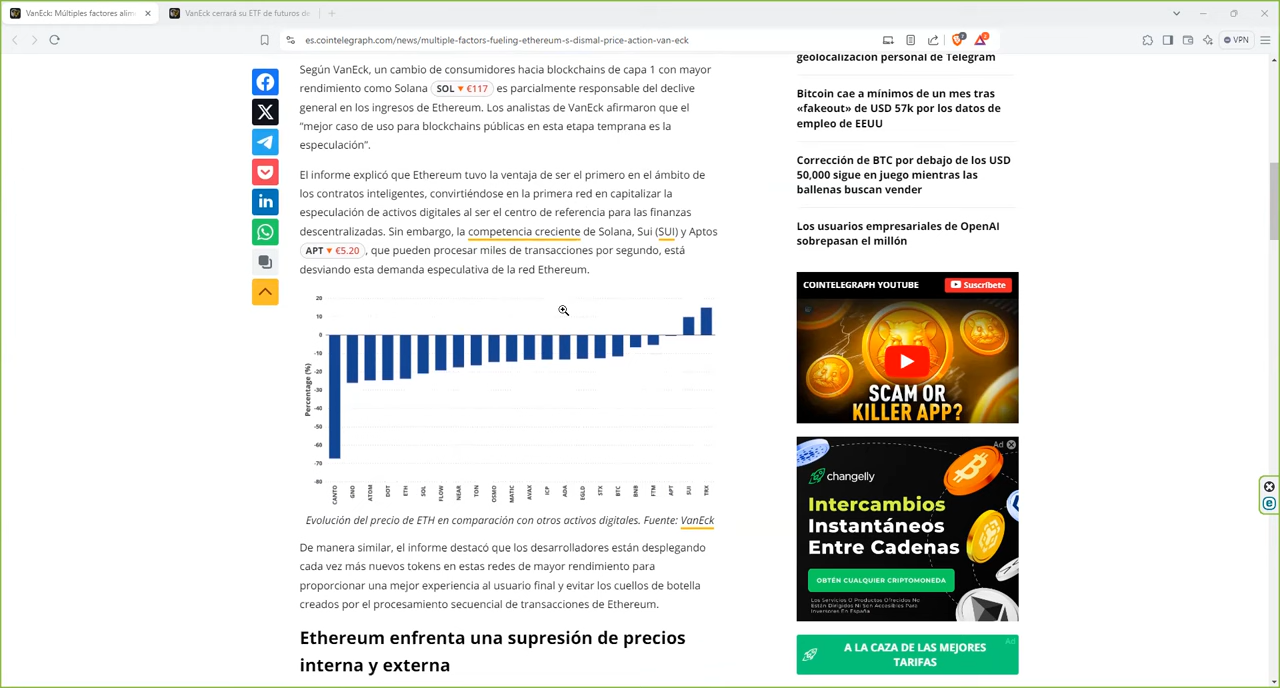 VanEck: Múltiples factores alim
VanEck cerrará su ETF de futuros de
es.cointelegraph.com/news/multiple-factors-fueling-ethereum-s-dismal-price-action-van-eck
VPN
Según VanEck, un cambio de consumidores hacia blockchains de capa 1 con mayor
rendimiento como Solana SOL ▼ €117 es parcialmente responsable del declive
general en los ingresos de Ethereum. Los analistas de VanEck afirmaron que el
"mejor caso de uso para blockchains públicas en esta etapa temprana es la
especulación".
El informe explicó que Ethereum tuvo la ventaja de ser el primero en el ámbito de
los contratos inteligentes, convirtiéndose en la primera red en capitalizar la
especulación de activos digitales al ser el centro de referencia para las finanzas
descentralizadas. Sin embargo, la competencia creciente de Solana, Sui (SUI) y Aptos
APT ▼ €5.20 , que pueden procesar miles de transacciones por segundo, está
desviando esta demanda especulativa de la red Ethereum.
20
10
0
-10
-20
-30
-40
-50
-60
-70
-80
Percentage (%)
CANTO
GNO
ATOM
DOT
ETH
SOL
FLOW
NEAR
TON
OSMO
MATIC
AVAX
ICP
ADA
EGLD
STX
BTC
BNB
FTM
APT
SUI
TRX
Evolución del precio de ETH en comparación con otros activos digitales. Fuente: VanEck
De manera similar, el informe destacó que los desarrolladores están desplegando
cada vez más nuevos tokens en estas redes de mayor rendimiento para
proporcionar una mejor experiencia al usuario final y evitar los cuellos de botella
creados por el procesamiento secuencial de transacciones de Ethereum.
Ethereum enfrenta una supresión de precios
interna y externa
geolocalización personal de Telegram
Bitcoin cae a mínimos de un mes tras
«fakeout» de USD 57k por los datos de
empleo de EEUU
Corrección de BTC por debajo de los USD
50,000 sigue en juego mientras las
ballenas buscan vender
Los usuarios empresariales de OpenAI
sobrepasan el millón
COINTELEGRAPH YOUTUBE
Suscríbete
SCAM OR
KILLER APP?
Ad
changelly
Intercambios
Instantáneos
Entre Cadenas
OBTÉN CUALQUIER CRIPTOMONEDA
Los Servicios O Productos Ofrecidos No
Están Dirigidos Ni Son Accesibles Para
Inversores En España
Ad
A LA CAZA DE LAS MEJORES
TARIFAS